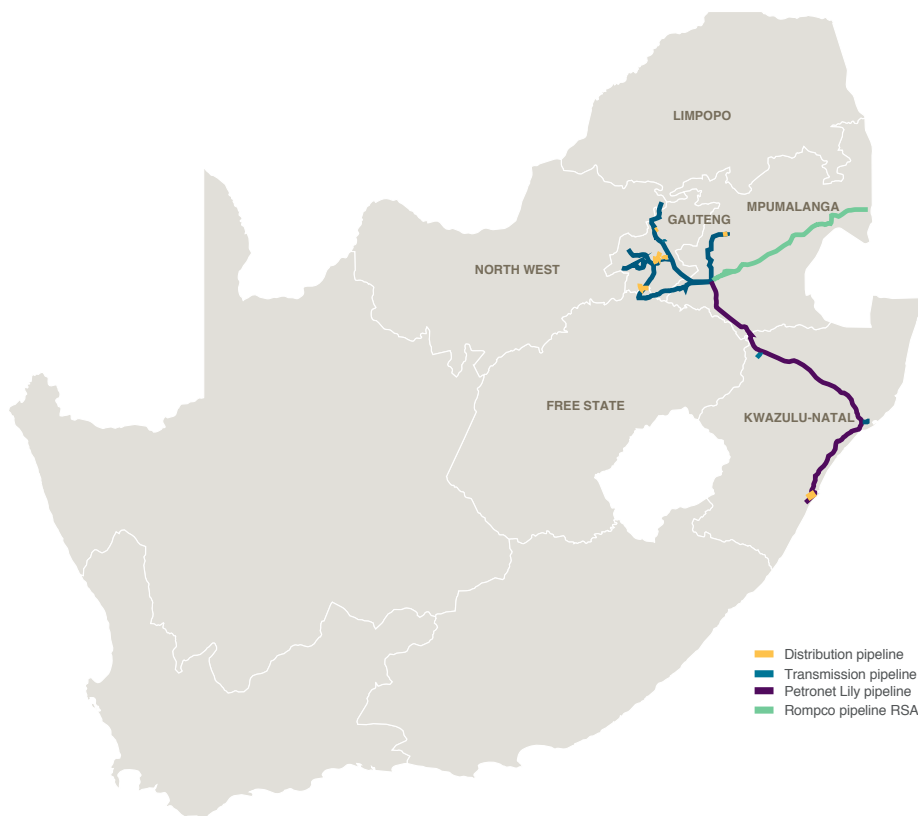 LIMPOPO
MPUMALANGA
GAUTENG
NORTH WEST
FREE STATE
KWAZULU-NATAL
Distribution pipeline
Transmission pipeline
Petronet Lily pipeline
Rompco pipeline RSA